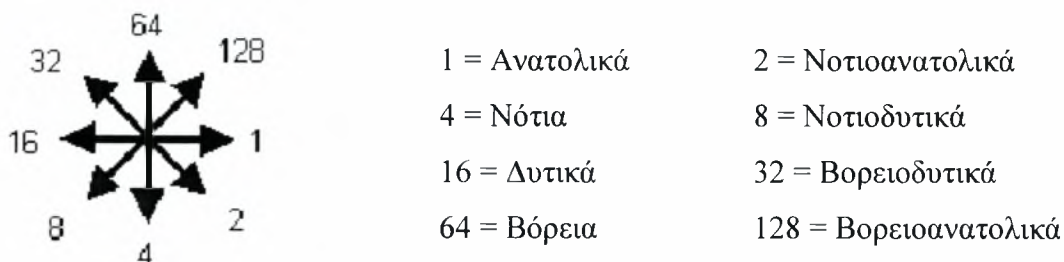 64
32 128
16 1
8 2
4
1 = Ανατολικά 2 = Νοτιοανατολικά
4 = Νότια 8 = Νοτιοδυτικά
16 = Δυτικά 32 = Βορειοδυτικά
64 = Βόρεια 128 = Βορειοανατολικά